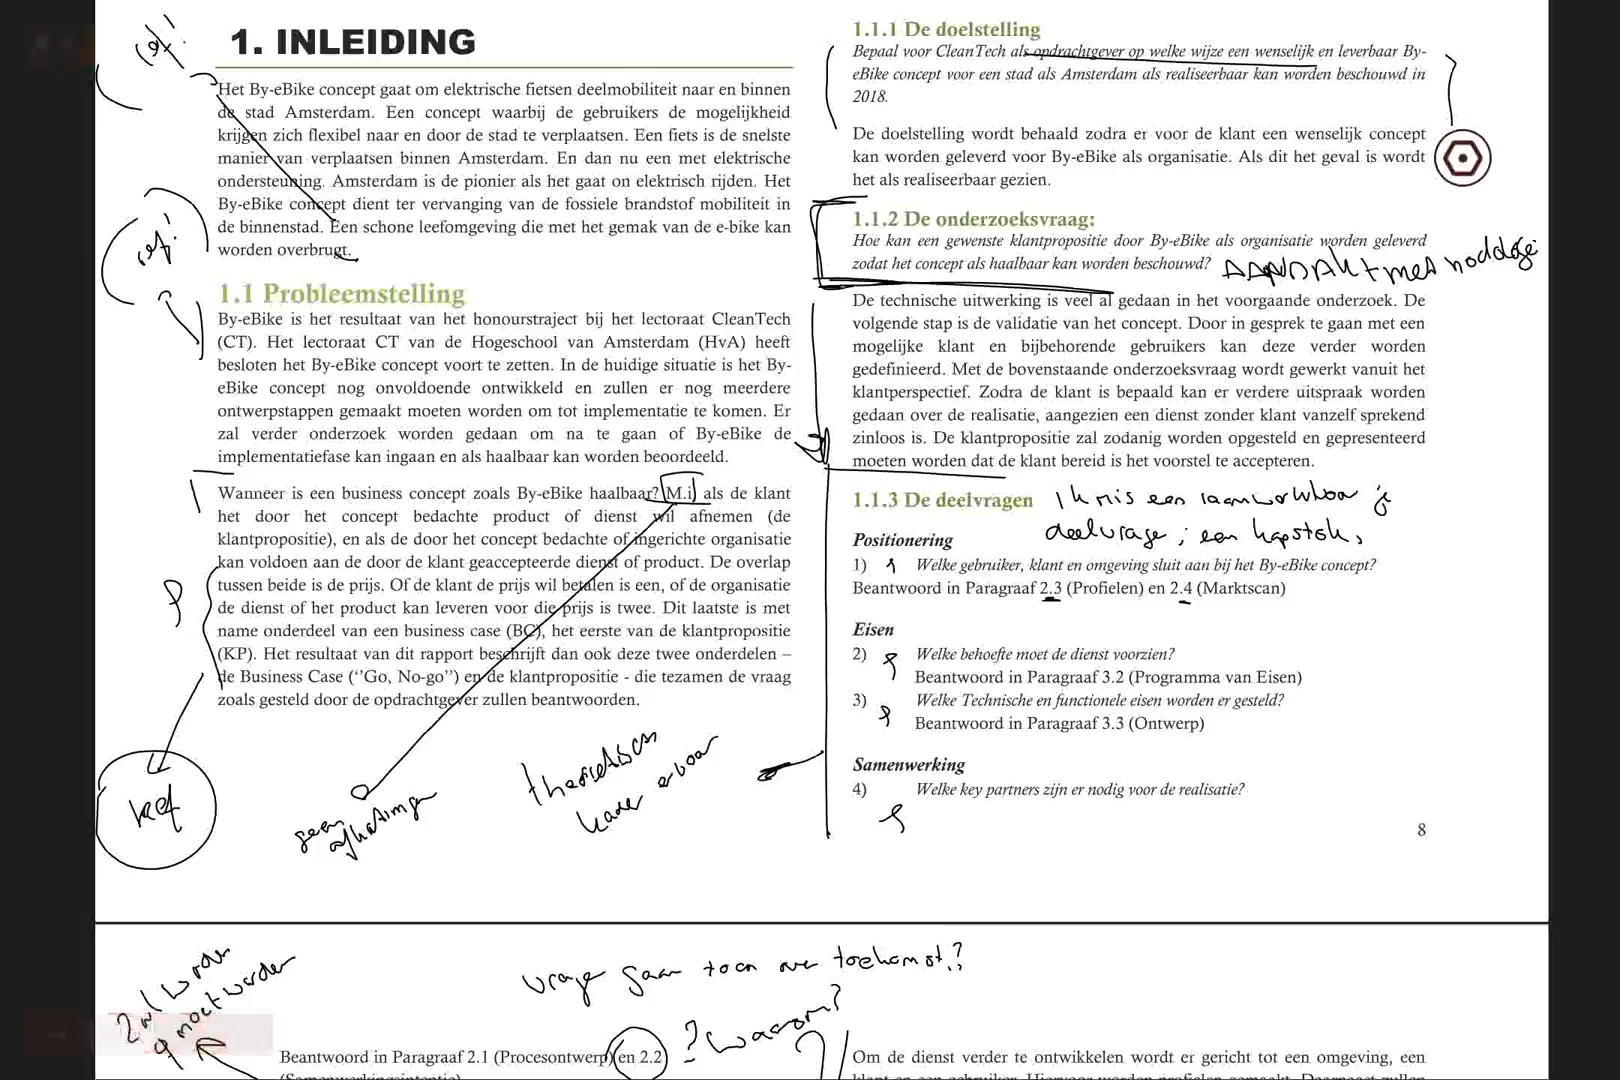 ref!
1. INLEIDING
Het By-eBike concept gaat om elektrische fietsen deelmobiliteit naar en binnen
de stad Amsterdam. Een concept waarbij de gebruikers de mogelijkheid
krijgen zich flexibel naar en door de stad te verplaatsen. Een fiets is de snelste
manier van verplaatsen binnen Amsterdam. En dan nu een met elektrische
ondersteuning. Amsterdam is de pionier als het gaat on elektrisch rijden. Het
By-eBike concept dient ter vervanging van de fossiele brandstof mobiliteit in
de binnenstad. Een schone leefomgeving die met het gemak van de e-bike kan
worden overbrugt.
ref!
1.1 Probleemstelling
By-eBike is het resultaat van het honourstraject bij het lectoraat CleanTech
(CT). Het lectoraat CT van de Hogeschool van Amsterdam (HvA) heeft
besloten het By-eBike concept voort te zetten. In de huidige situatie is het By-
eBike concept nog onvoldoende ontwikkeld en zullen er nog meerdere
ontwerpstappen gemaakt moeten worden om tot implementatie te komen. Er
zal verder onderzoek worden gedaan om na te gaan of By-eBike de
implementatiefase kan ingaan en als haalbaar kan worden beoordeeld.
Wanneer is een business concept zoals By-eBike haalbaar? M.i als de klant
het door het concept bedachte product of dienst wil afnemen (de
klantpropositie), en als de door het concept bedachte of ingerichte organisatie
kan voldoen aan de door de klant geaccepteerde dienst of product. De overlap
tussen beide is de prijs. Of de klant de prijs wil betalen is een, of de organisatie
de dienst of het product kan leveren voor die prijs is twee. Dit laatste is met
name onderdeel van een business case (BC), het eerste van de klantpropositie
(KP). Het resultaat van dit rapport beschrijft dan ook deze twee onderdelen –
de Business Case (‘’Go, No-go”) en de klantpropositie - die tezamen de vraag
zoals gesteld door de opdrachtgever zullen beantwoorden.
Ref
geen
afkortingen
theoretisch
kader ervoor
1.1.1 De doelstelling
Bepaal voor CleanTech als opdrachtgever op welke wijze een wenselijk en leverbaar By-
eBike concept voor een stad als Amsterdam als realiseerbaar kan worden beschouwd in
2018.
De doelstelling wordt behaald zodra er voor de klant een wenselijk concept
kan worden geleverd voor By-eBike als organisatie. Als dit het geval is wordt
het als realiseerbaar gezien.
1.1.2 De onderzoeksvraag:
Hoe kan een gewenste klantpropositie door By-eBike als organisatie worden geleverd
zodat het concept als haalbaar kan worden beschouwd?
De technische uitwerking is veel al gedaan in het voorgaande onderzoek. De
volgende stap is de validatie van het concept. Door in gesprek te gaan met een
mogelijke klant en bijbehorende gebruikers kan deze verder worden
gedefinieerd. Met de bovenstaande onderzoeksvraag wordt gewerkt vanuit het
klantperspectief. Zodra de klant is bepaald kan er verdere uitspraak worden
gedaan over de realisatie, aangezien een dienst zonder klant vanzelf sprekend
zinloos is. De klantpropositie zal zodanig worden opgesteld en gepresenteerd
moeten worden dat de klant bereid is het voorstel te accepteren.
1.1.3 De deelvragen
Ik mis een raamwerk voor je
deelvragen; een kapstok,
Positionering
1) Welke gebruiker, klant en omgeving sluit aan bij het By-eBike concept?
Beantwoord in Paragraaf 2.3 (Profielen) en 2.4 (Marktscan)
Eisen
2) Welke behoefte moet de dienst voorzien?
Beantwoord in Paragraaf 3.2 (Programma van Eisen)
3) Welke Technische en functionele eisen worden er gesteld?
Beantwoord in Paragraaf 3.3 (Ontwerp)
Samenwerking
4) Welke key partners zijn er nodig voor de realisatie?
8
vragen gaan toch over toekomst!?
? waarom?
Beantwoord in Paragraaf 2.1 (Procesontwerp) en 2.2
(Samenwerkingsintentie)
Om de dienst verder te ontwikkelen wordt er gericht tot een omgeving, een